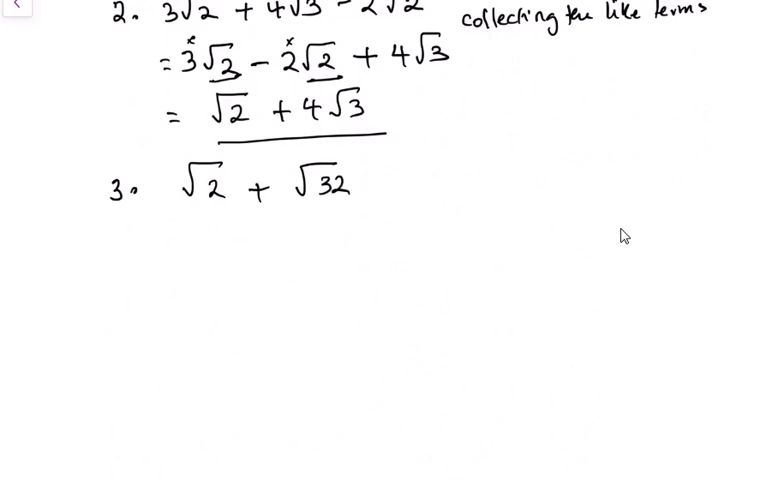 2. 3√2 + 4√3 - 2√2 collecting the like terms
= 3√2 - 2√2 + 4√3
= √2 + 4√3
3. √2 + √32